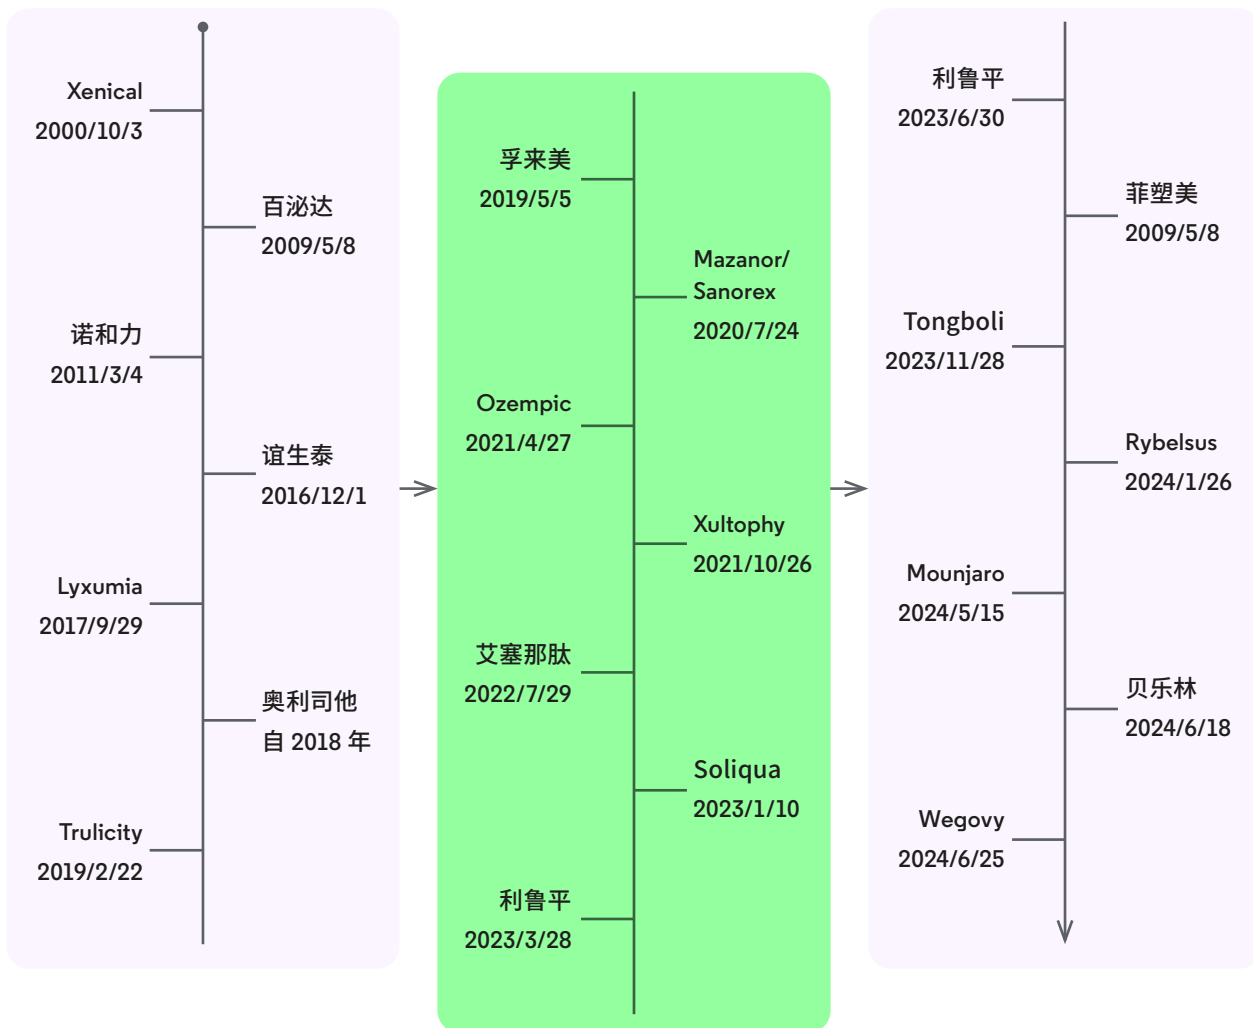 Xenical
2000/10/3
百泌达
2009/5/8
诺和力
2011/3/4
谊生泰
2016/12/1
Lyxumia
2017/9/29
奥利司他
自 2018 年
Trulicity
2019/2/22
孚来美
2019/5/5
Mazanor/
Sanorex
2020/7/24
Ozempic
2021/4/27
Xultophy
2021/10/26
艾塞那肽
2022/7/29
Soliqua
2023/1/10
利鲁平
2023/3/28
利鲁平
2023/6/30
菲塑美
2009/5/8
Tongboli
2023/11/28
Rybelsus
2024/1/26
Mounjaro
2024/5/15
贝乐林
2024/6/18
Wegovy
2024/6/25